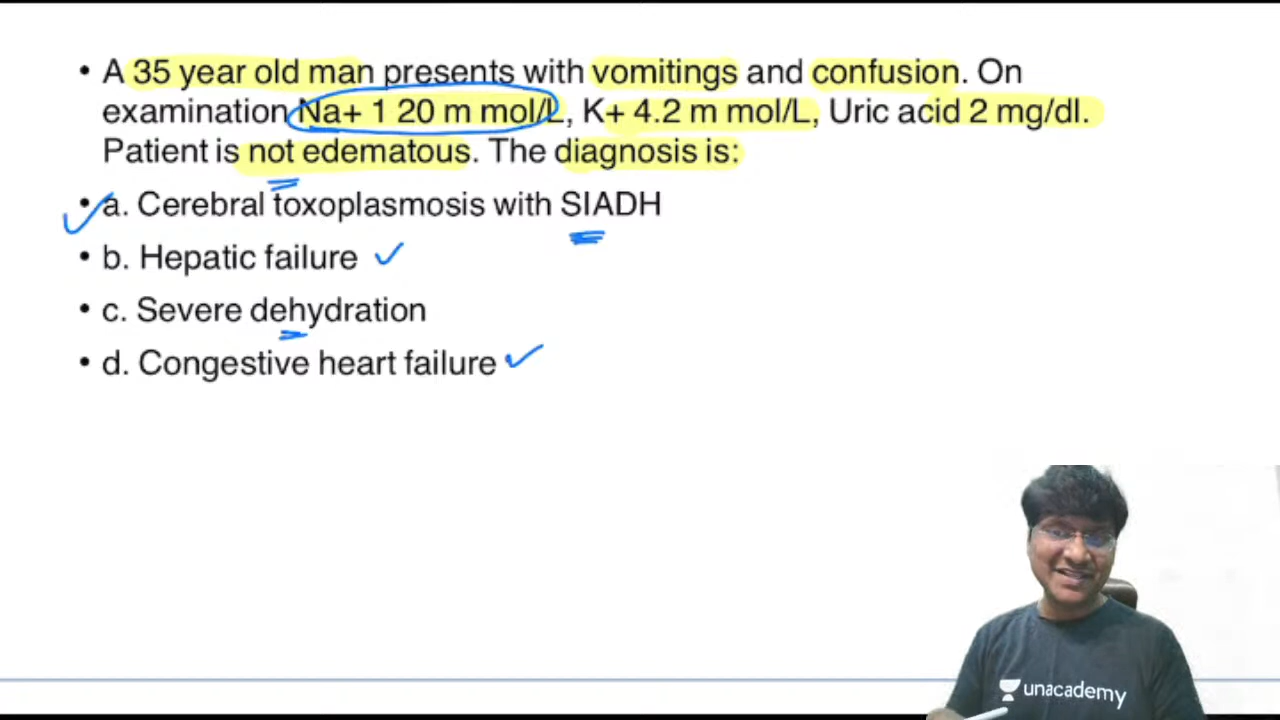 • A 35 year old man presents with vomitings and confusion. On
examination Na+ 1 20 m mol/L, K+ 4.2 m mol/L, Uric acid 2 mg/dl.
Patient is not edematous. The diagnosis is:
• a. Cerebral toxoplasmosis with SIADH
• b. Hepatic failure
• c. Severe dehydration
• d. Congestive heart failure
unacademy